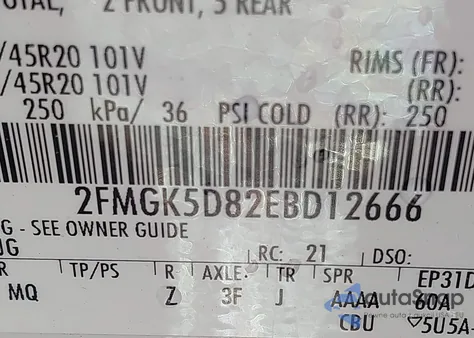 OTAL, 2 FRONT, 5 REAR
/45R20 101V RIMS (FR):
/45R20 101V (RR):
250 kPa/ 36 PSI COLD (RR): 250
2FMGK5D82EBD12666
G - SEE OWNER GUIDE
UG RC: 21 DSO:
R TP/PS R AXLE: TR SPR EP31D
MQ Z 3F J AAAA 60A
CBU 5U5A-
autoSnap